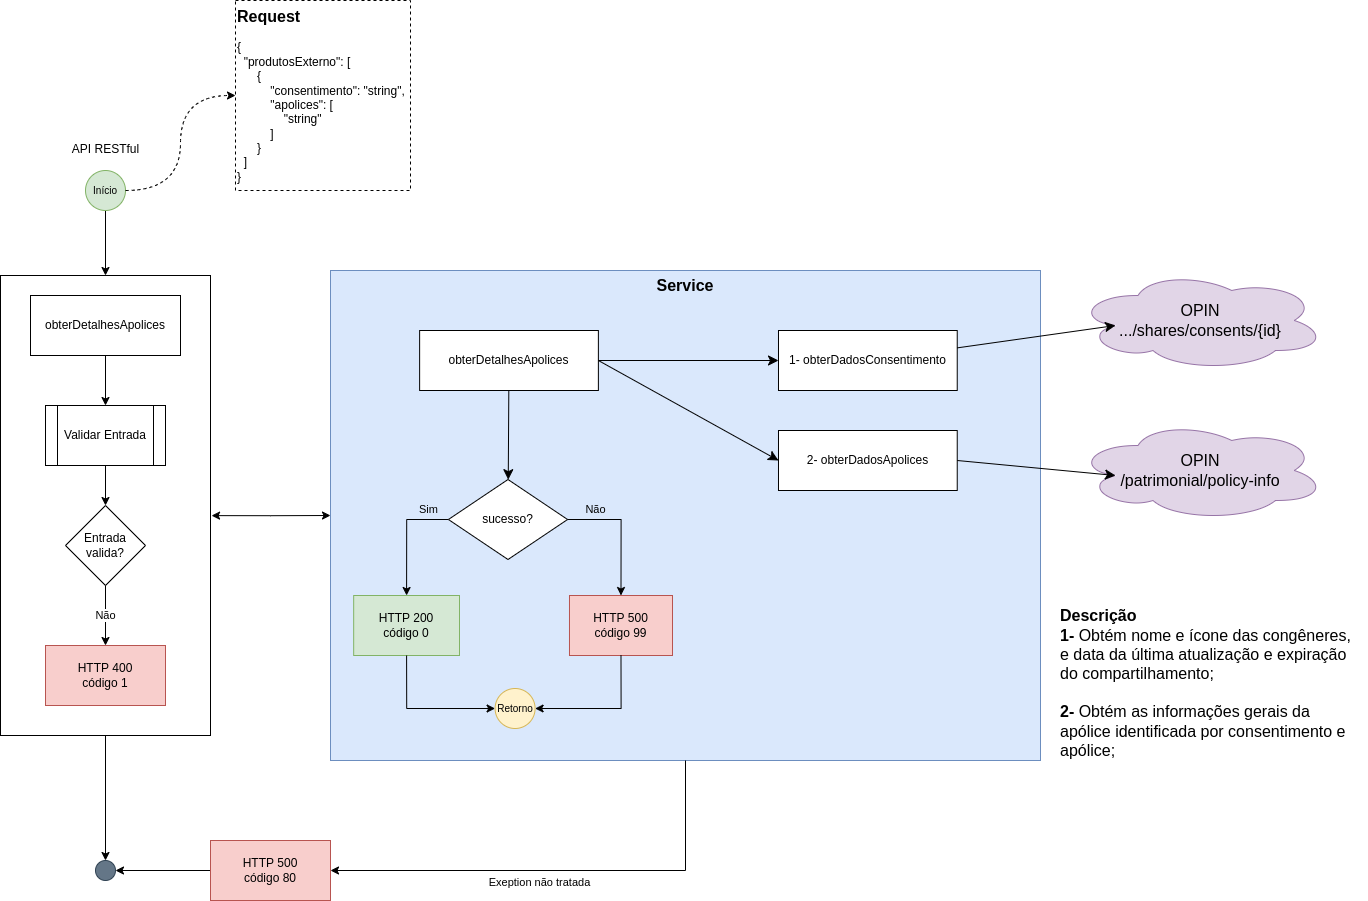 Request
{
"produtosExterno": [
{
"consentimento": "string",
"apolices": [
"string"
]
}
]
}
API RESTful
Início
obterDetalhesApolices
Validar Entrada
Entrada
valida?
Não
HTTP 400
código 1
Service
obterDetalhesApolices
1- obterDadosConsentimento
2- obterDadosApolices
sucesso?
Sim
Não
HTTP 200
código 0
HTTP 500
código 99
Retorno
OPIN
.../shares/consents/{id}
OPIN
/patrimonial/policy-info
Descrição
1- Obtém nome e ícone das congêneres,
e data da última atualização e expiração
do compartilhamento;
2- Obtém as informações gerais da
apólice identificada por consentimento e
apólice;
HTTP 500
código 80
Exeption não tratada